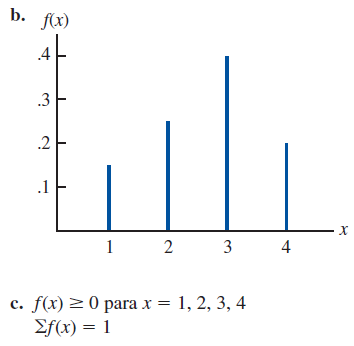 b. f(x)
.4
.3
.2
.1
x
1 2 3 4
c. f(x) ≥ 0 para x = 1, 2, 3, 4
Σf(x) = 1